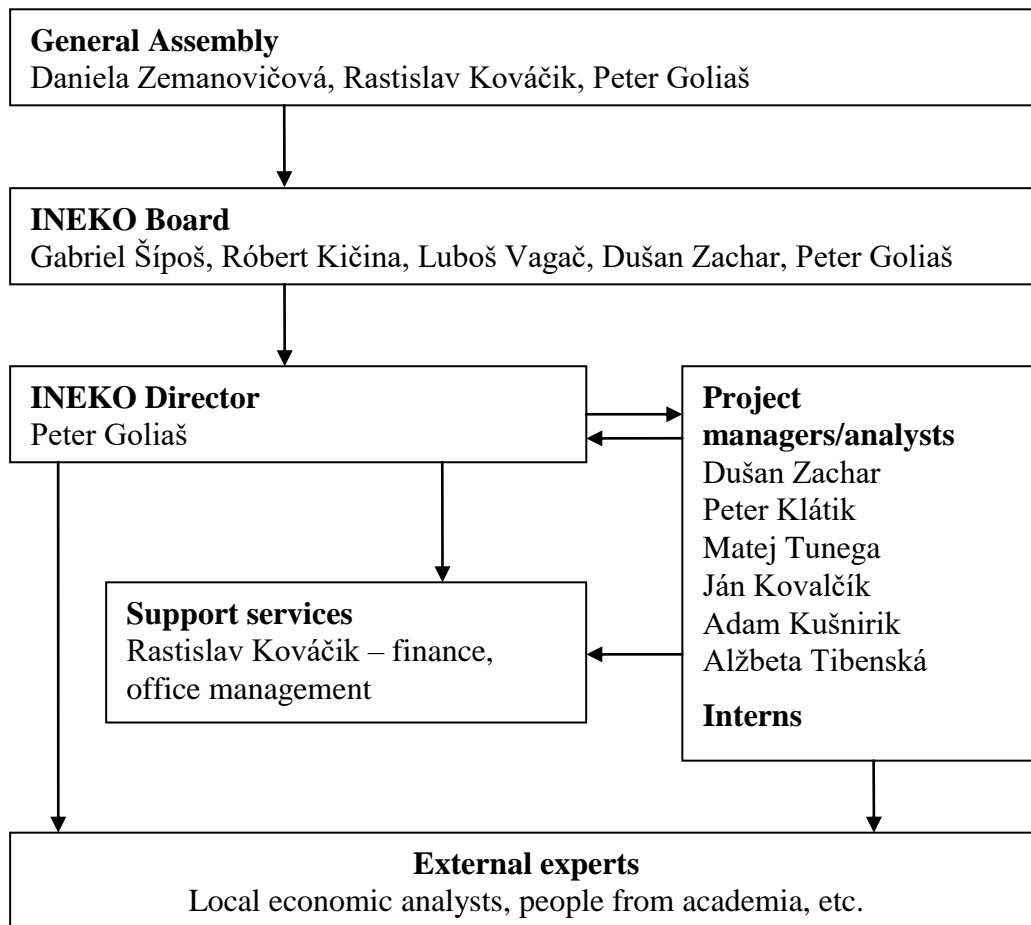 General Assembly
Daniela Zemanovičová, Rastislav Kováčik, Peter Goliaš
INEKO Board
Gabriel Šípoš, Róbert Kičina, Luboš Vagač, Dušan Zachar, Peter Goliaš
INEKO Director
Peter Goliaš
Project
managers/analysts
Dušan Zachar
Peter Klátik
Matej Tunega
Ján Kovalčík
Adam Kušnirik
Alžbeta Tibenská
Interns
Support services
Rastislav Kováčik – finance,
office management
External experts
Local economic analysts, people from academia, etc.